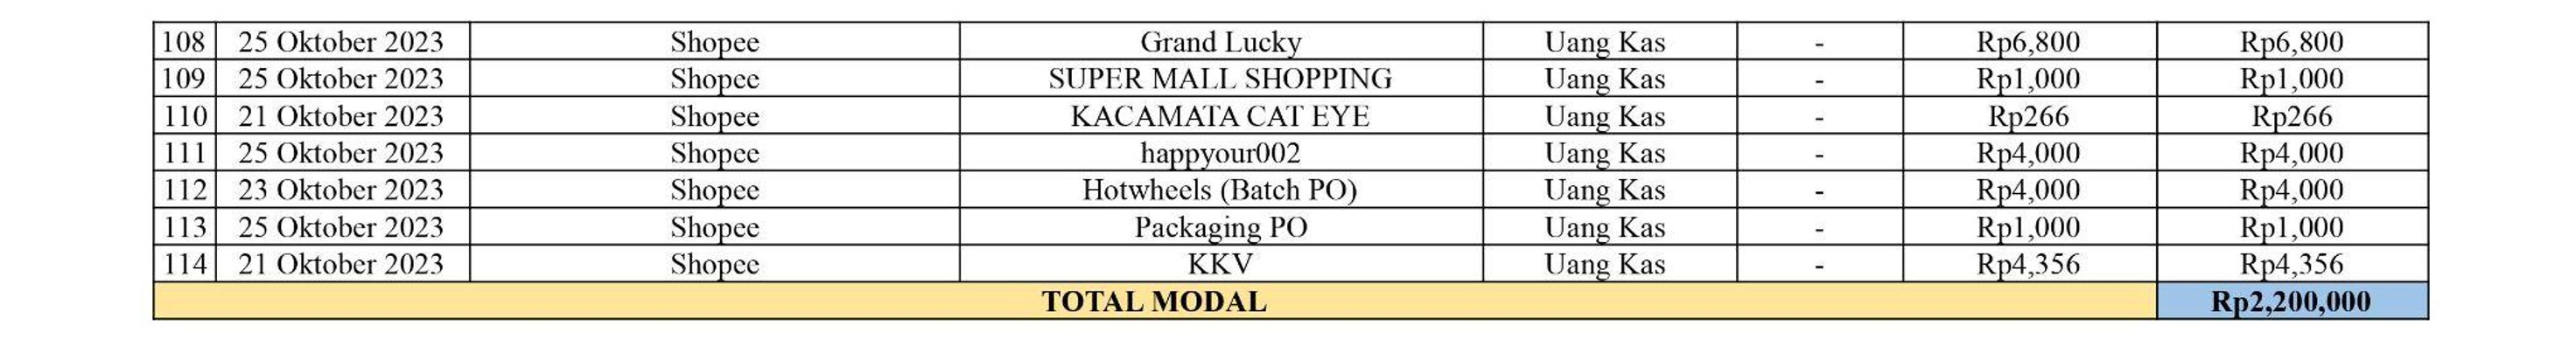 108 25 Oktober 2023 Shopee Grand Lucky Uang Kas - Rp6,800 Rp6,800
109 25 Oktober 2023 Shopee SUPER MALL SHOPPING Uang Kas - Rp1,000 Rp1,000
110 21 Oktober 2023 Shopee KACAMATA CAT EYE Uang Kas - Rp266 Rp266
111 25 Oktober 2023 Shopee happyour002 Uang Kas - Rp4,000 Rp4,000
112 23 Oktober 2023 Shopee Hotwheels (Batch PO) Uang Kas - Rp4,000 Rp4,000
113 25 Oktober 2023 Shopee Packaging PO Uang Kas - Rp1,000 Rp1,000
114 21 Oktober 2023 Shopee KKV Uang Kas - Rp4,356 Rp4,356
TOTAL MODAL Rp2,200,000